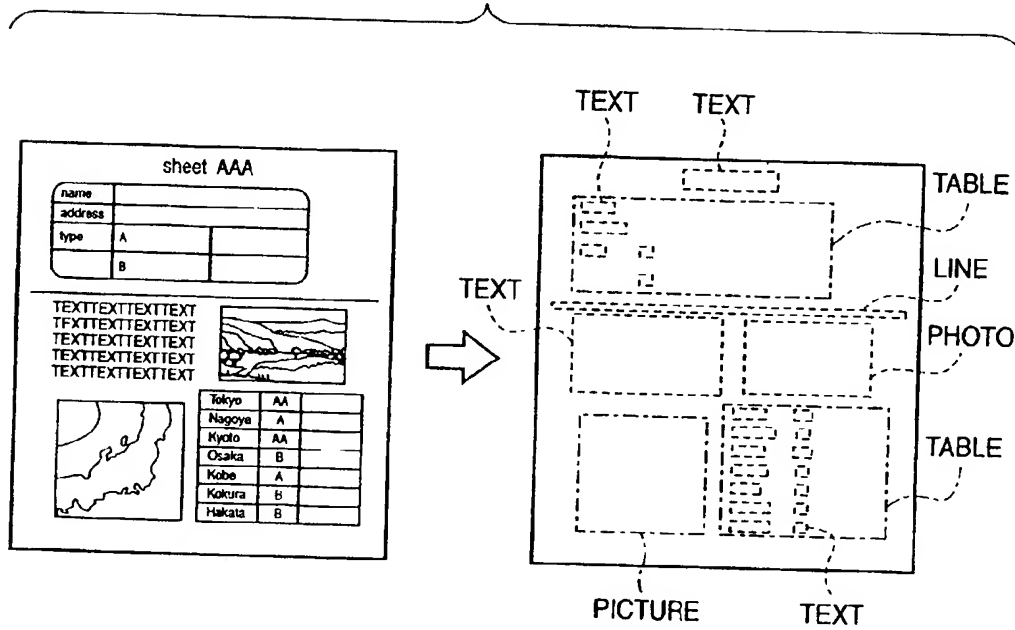 sheet AAA
name
address
type A
B
TEXTTEXTTEXTTEXT
TFXTTEXTTEXTTEXT
TEXTTEXTTEXTTEXT
TEXTTEXTTEXTTEXT
TEXTTEXTTEXTTEXT
Tokyo AA
Nagoya A
Kyoto AA
Osaka B
Kobe A
Kokura B
Hakata B
TEXT TEXT
TABLE
LINE
TEXT
PHOTO
TABLE
PICTURE TEXT